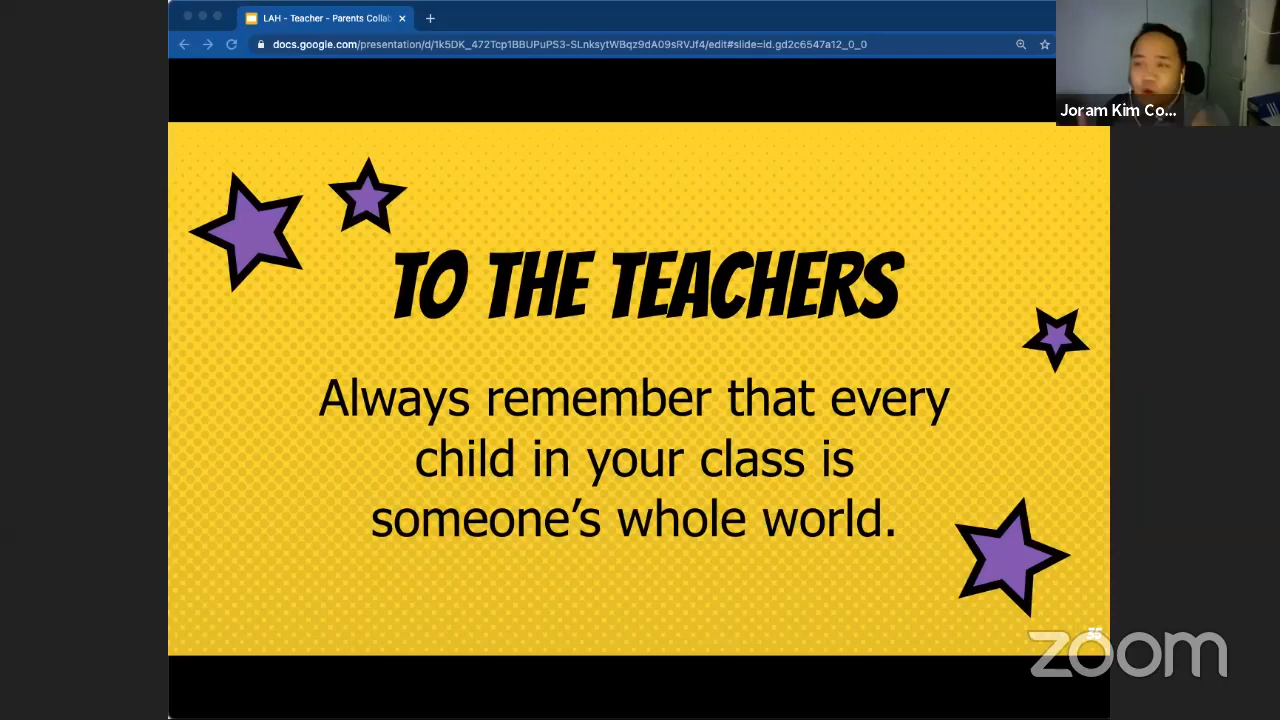 LAH - Teacher - Parents Collab
docs.google.com/presentation/d/1k5DK_472Tcp1BBUPuPS3-SLnksytWBqz9dA09sRVJf4/edit#slide=id.gd2c6547a12_0_0
Joram Kim Co...
TO THE TEACHERS
Always remember that every
child in your class is
someone's whole world.
35
zoom